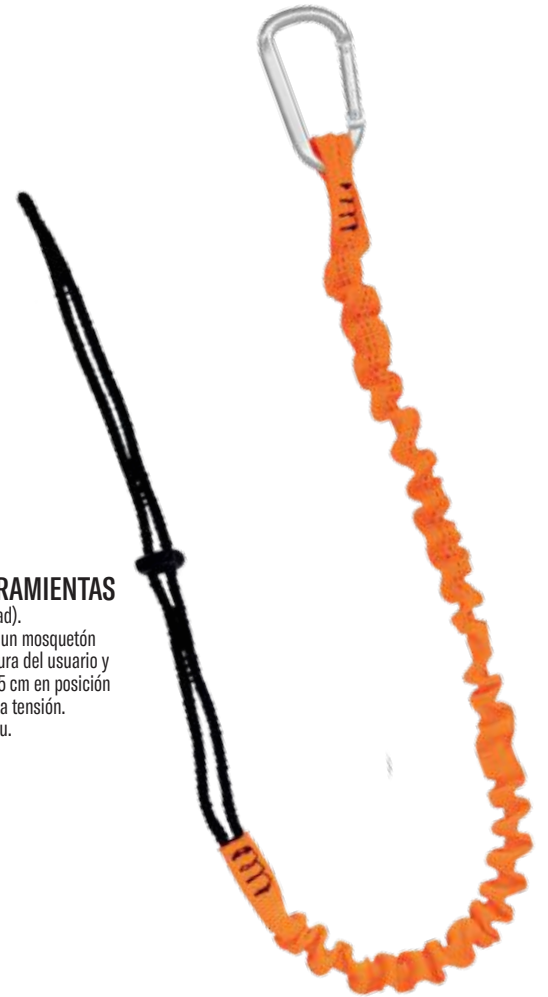 RAMIENTAS
ad).
un mosquetón
ura del usuario y
5 cm en posición
a tensión.
u.